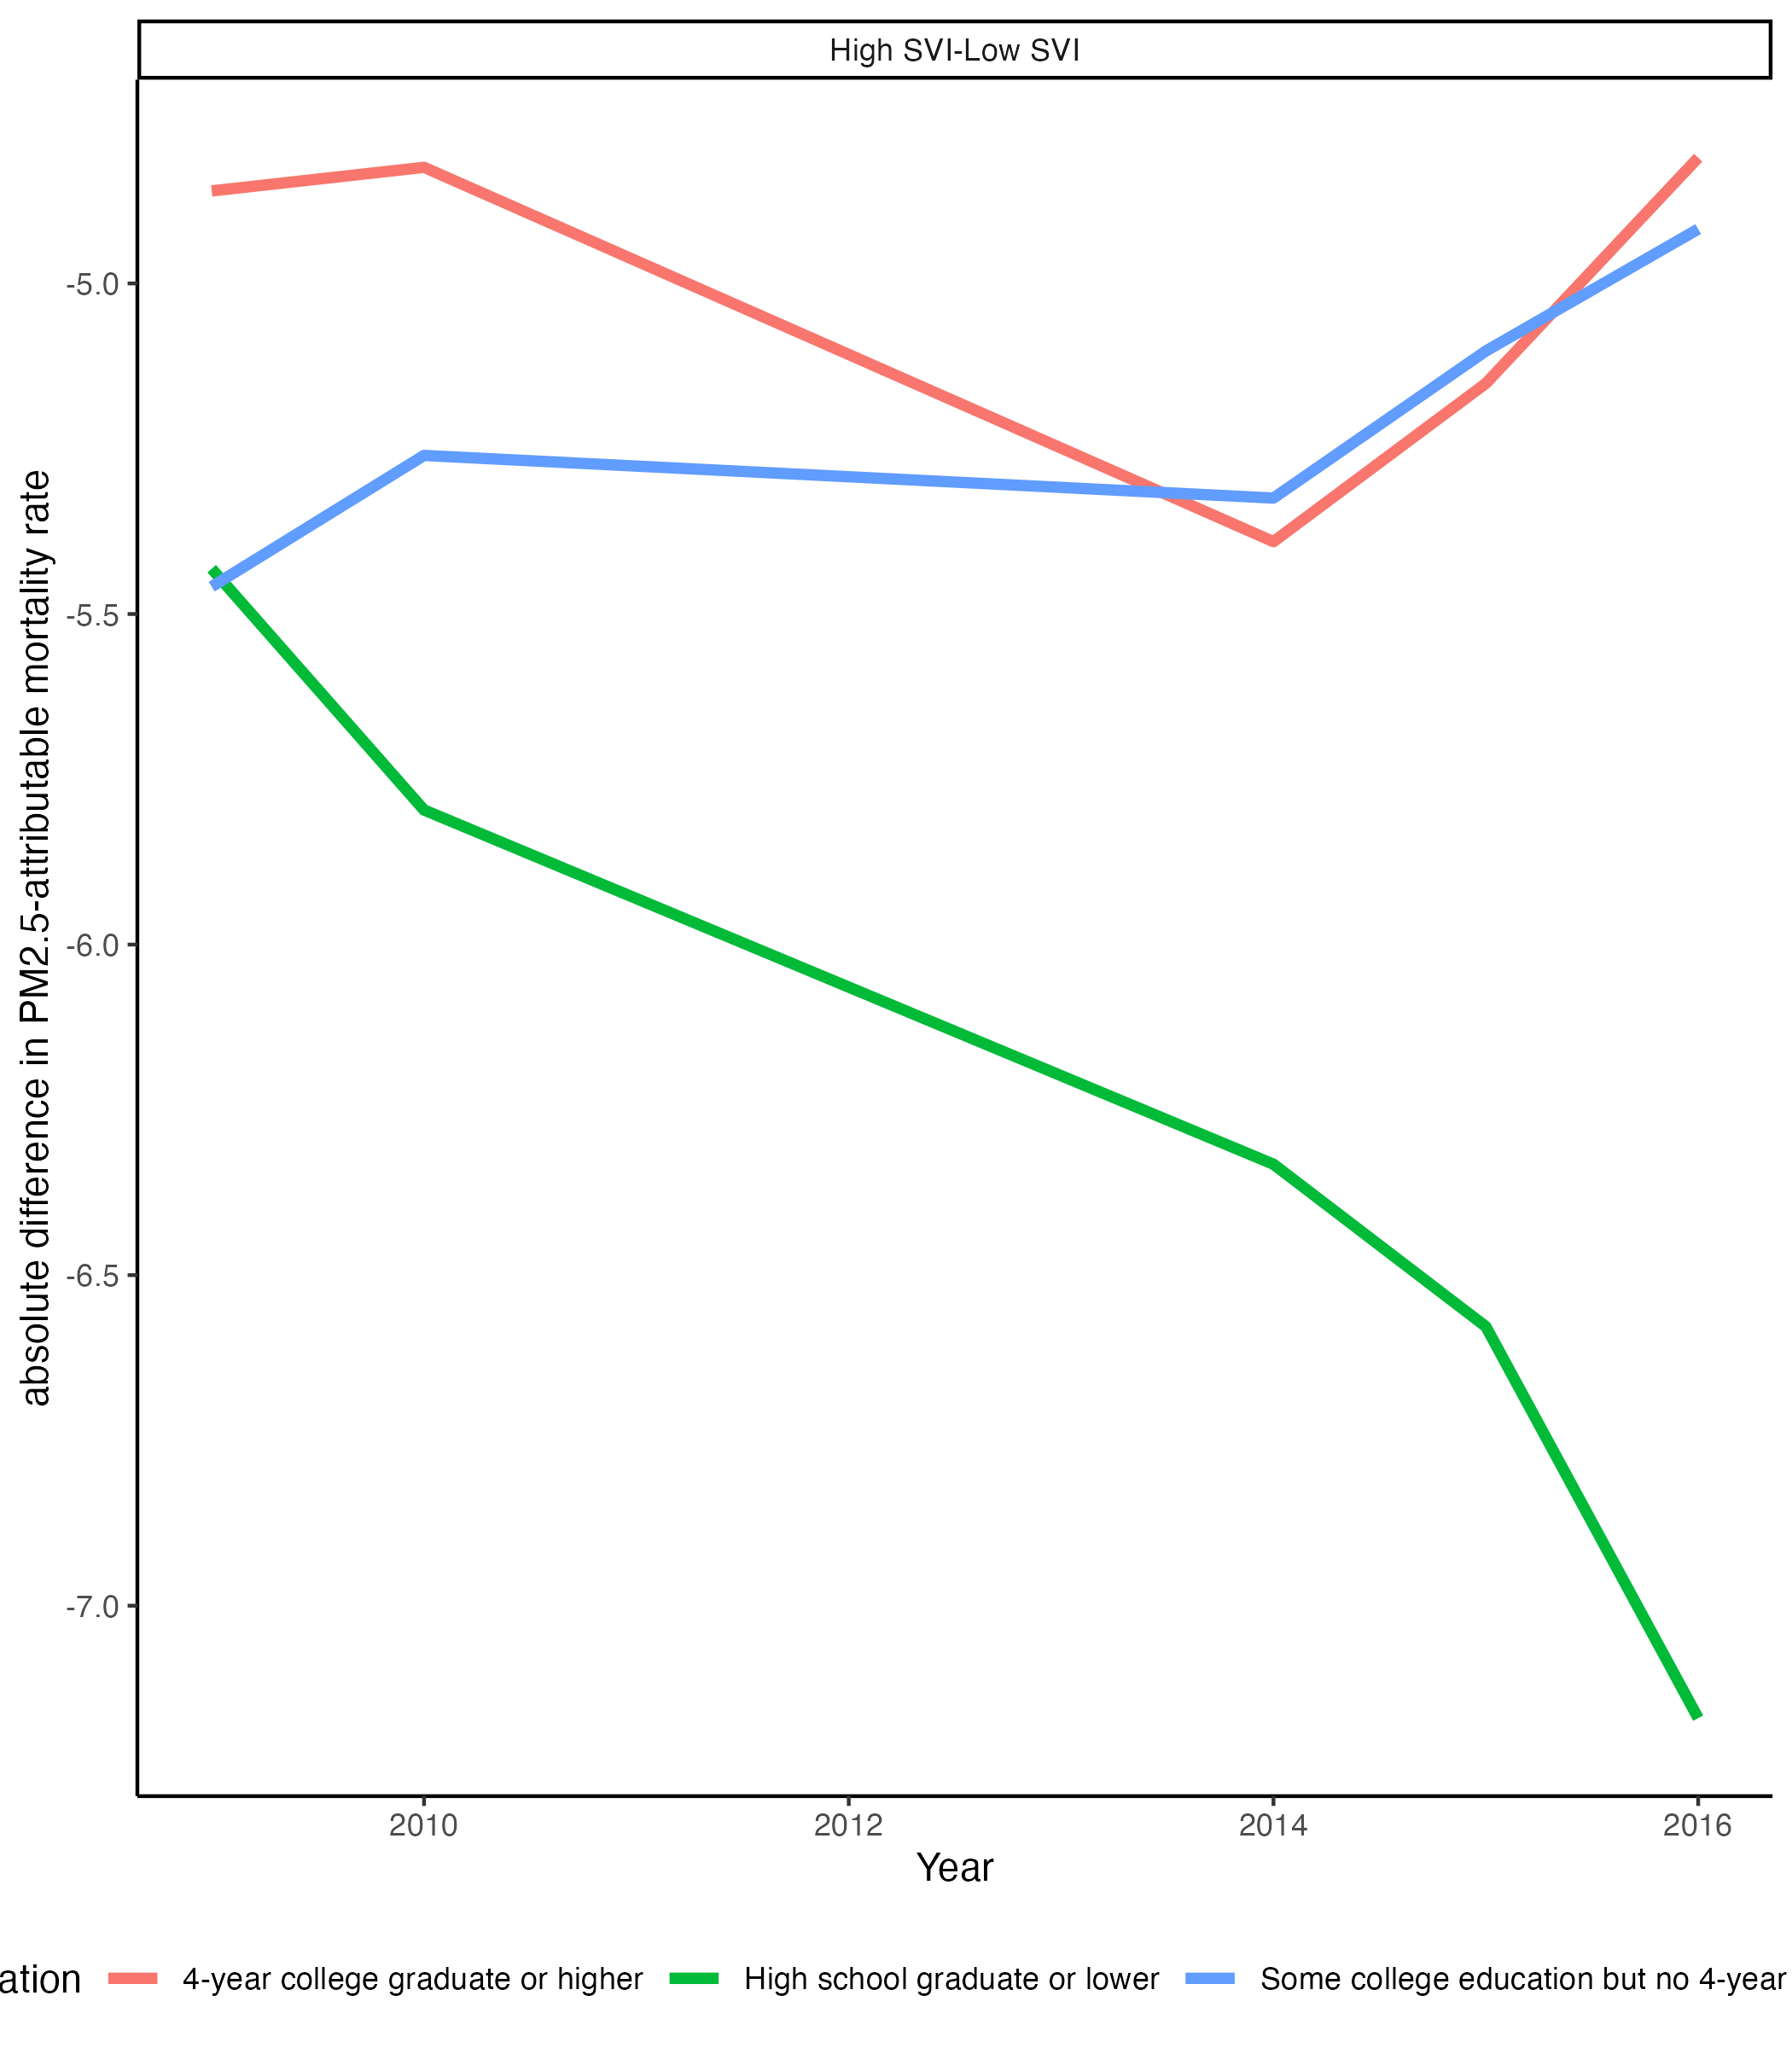 High SVI-Low SVI
absolute difference in PM2.5-attributable mortality rate
-5.0
-5.5
-6.0
-6.5
-7.0
2010 2012 2014 2016
Year
ation 4-year college graduate or higher High school graduate or lower Some college education but no 4-year